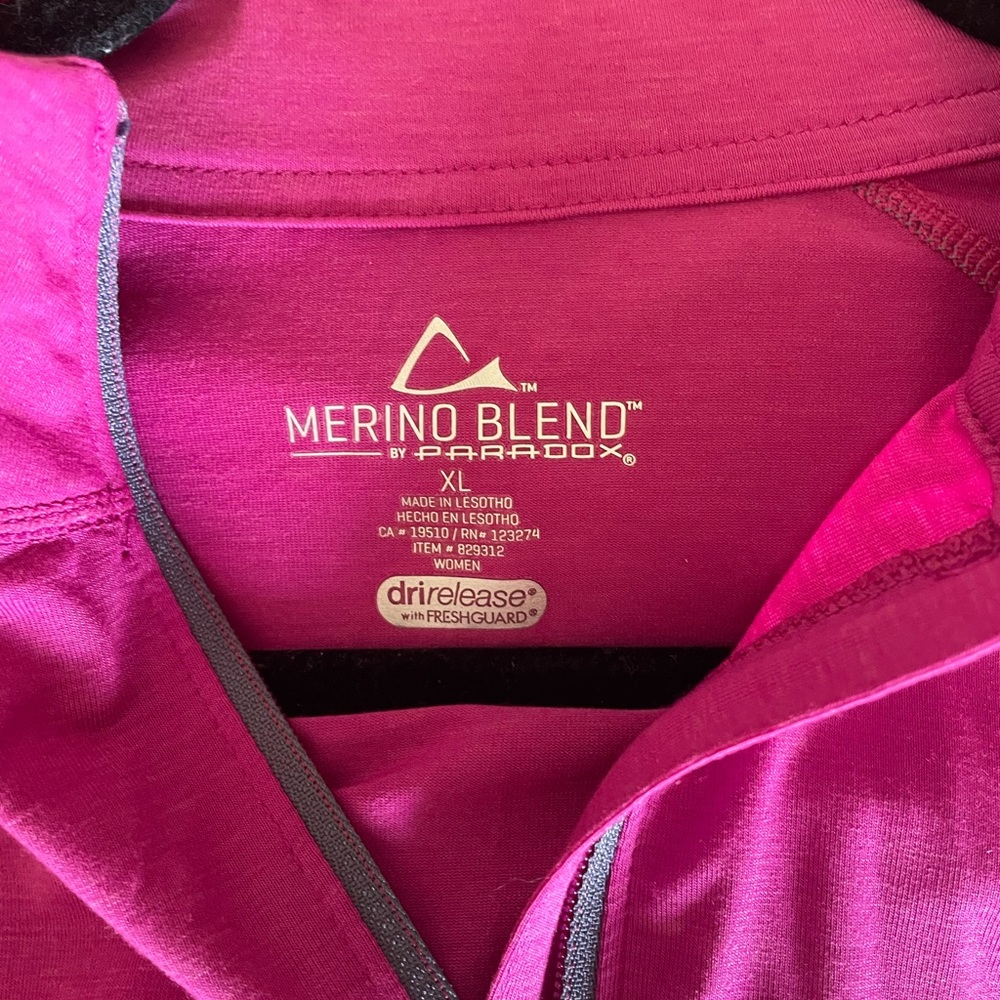 ™
MERINO BLEND™
BY PARADOX®
XL
MADE IN LESOTHO
HECHO EN LESOTHO
CA # 19510 / RN# 123274
ITEM # 829312
WOMEN
drirelease®
with FRESHGUARD®